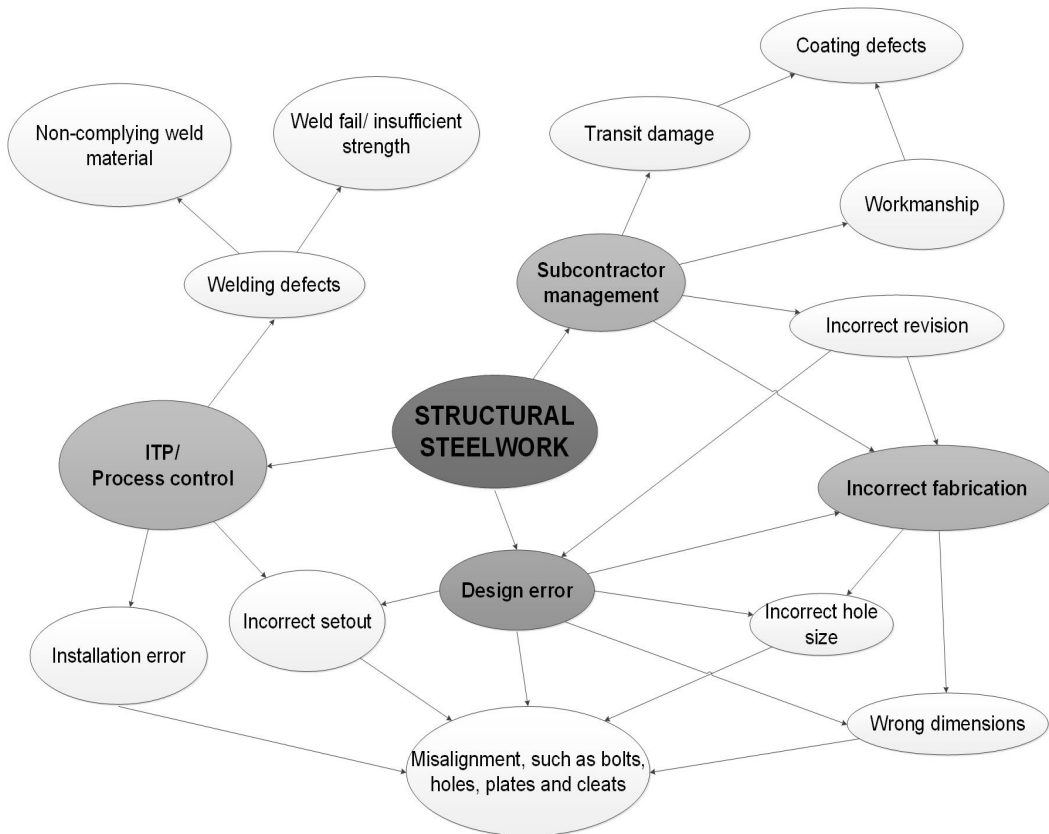 Coating defects
Non-complying weld
material
Weld fail/ insufficient
strength
Transit damage
Workmanship
Welding defects
Subcontractor
management
Incorrect revision
STRUCTURAL
STEELWORK
ITP/
Process control
Incorrect fabrication
Design error
Incorrect setout
Incorrect hole
size
Installation error
Wrong dimensions
Misalignment, such as bolts,
holes, plates and cleats